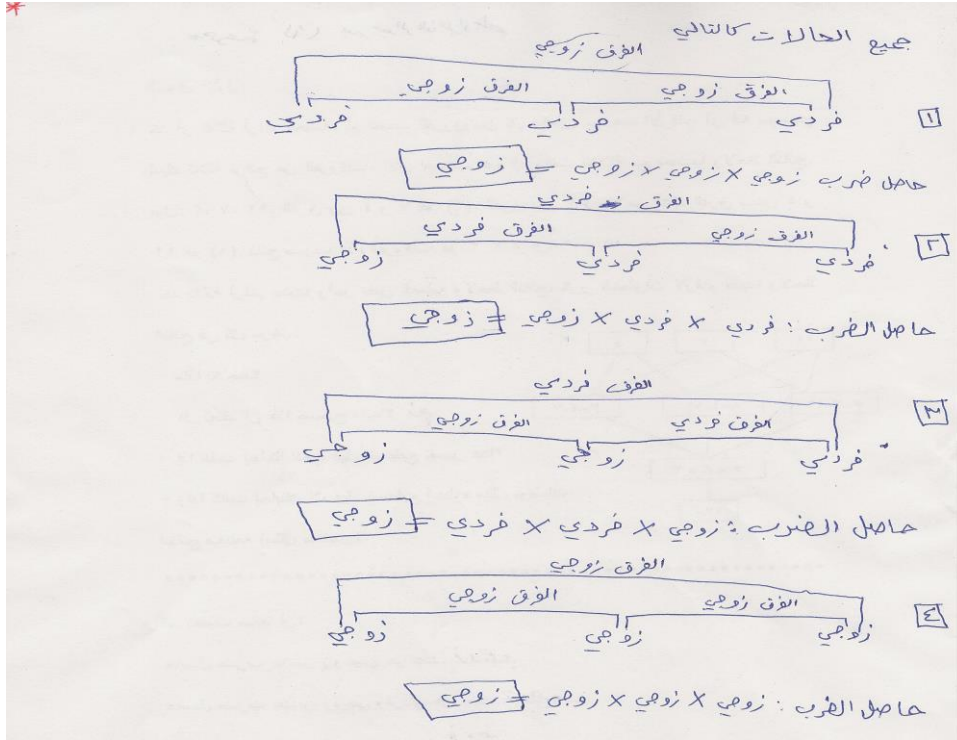 جميع الحالات كالتالي
الفرق زوجي
الفرق زوجي الفرق زوجي
١ فردي فردي فردي
حاصل ضرب زوجي × زوجي × زوجي = زوجي
الفرق فردي
الفرق زوجي الفرق فردي
٢ فردي فردي زوجي
حاصل الضرب : فردي × فردي × زوجي = زوجي
الفرق فردي
الفرق فردي الفرق زوجي
٣ فردي زوجي زوجي
حاصل الضرب : زوجي × فردي × فردي = زوجي
الفرق زوجي
الفرق زوجي الفرق زوجي
٤ زوجي زوجي زوجي
حاصل الضرب : زوجي × زوجي × زوجي = زوجي